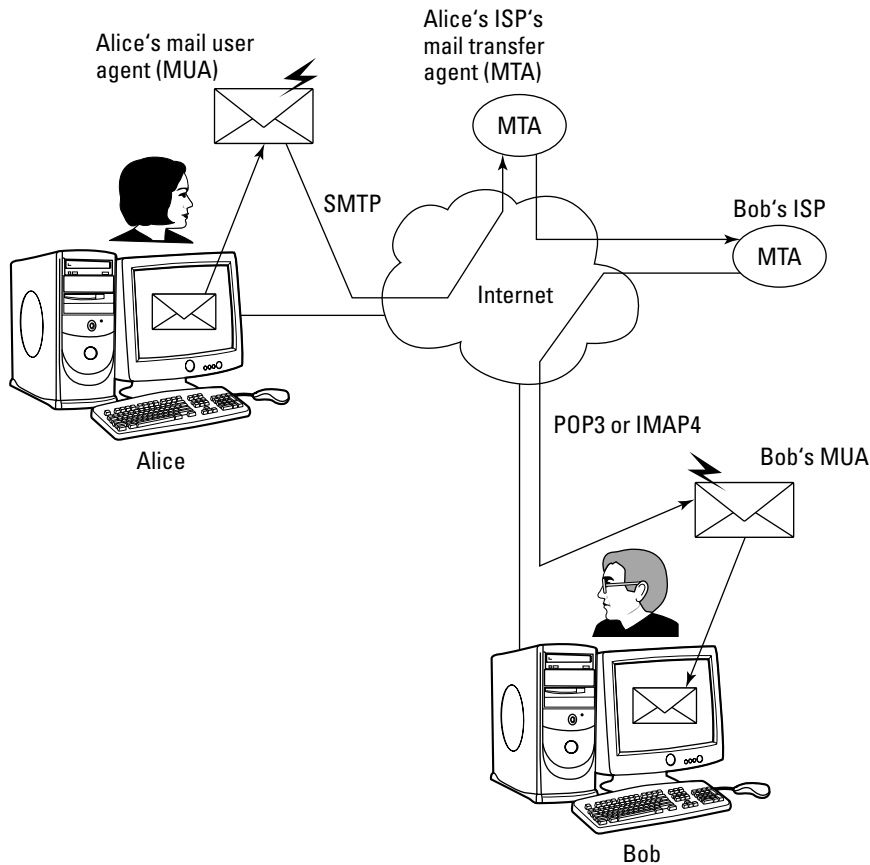 Alice‘s mail user
agent (MUA)
Alice‘s ISP‘s
mail transfer
agent (MTA)
MTA
SMTP
Bob‘s ISP
MTA
Internet
POP3 or IMAP4
Bob‘s MUA
Alice
Bob